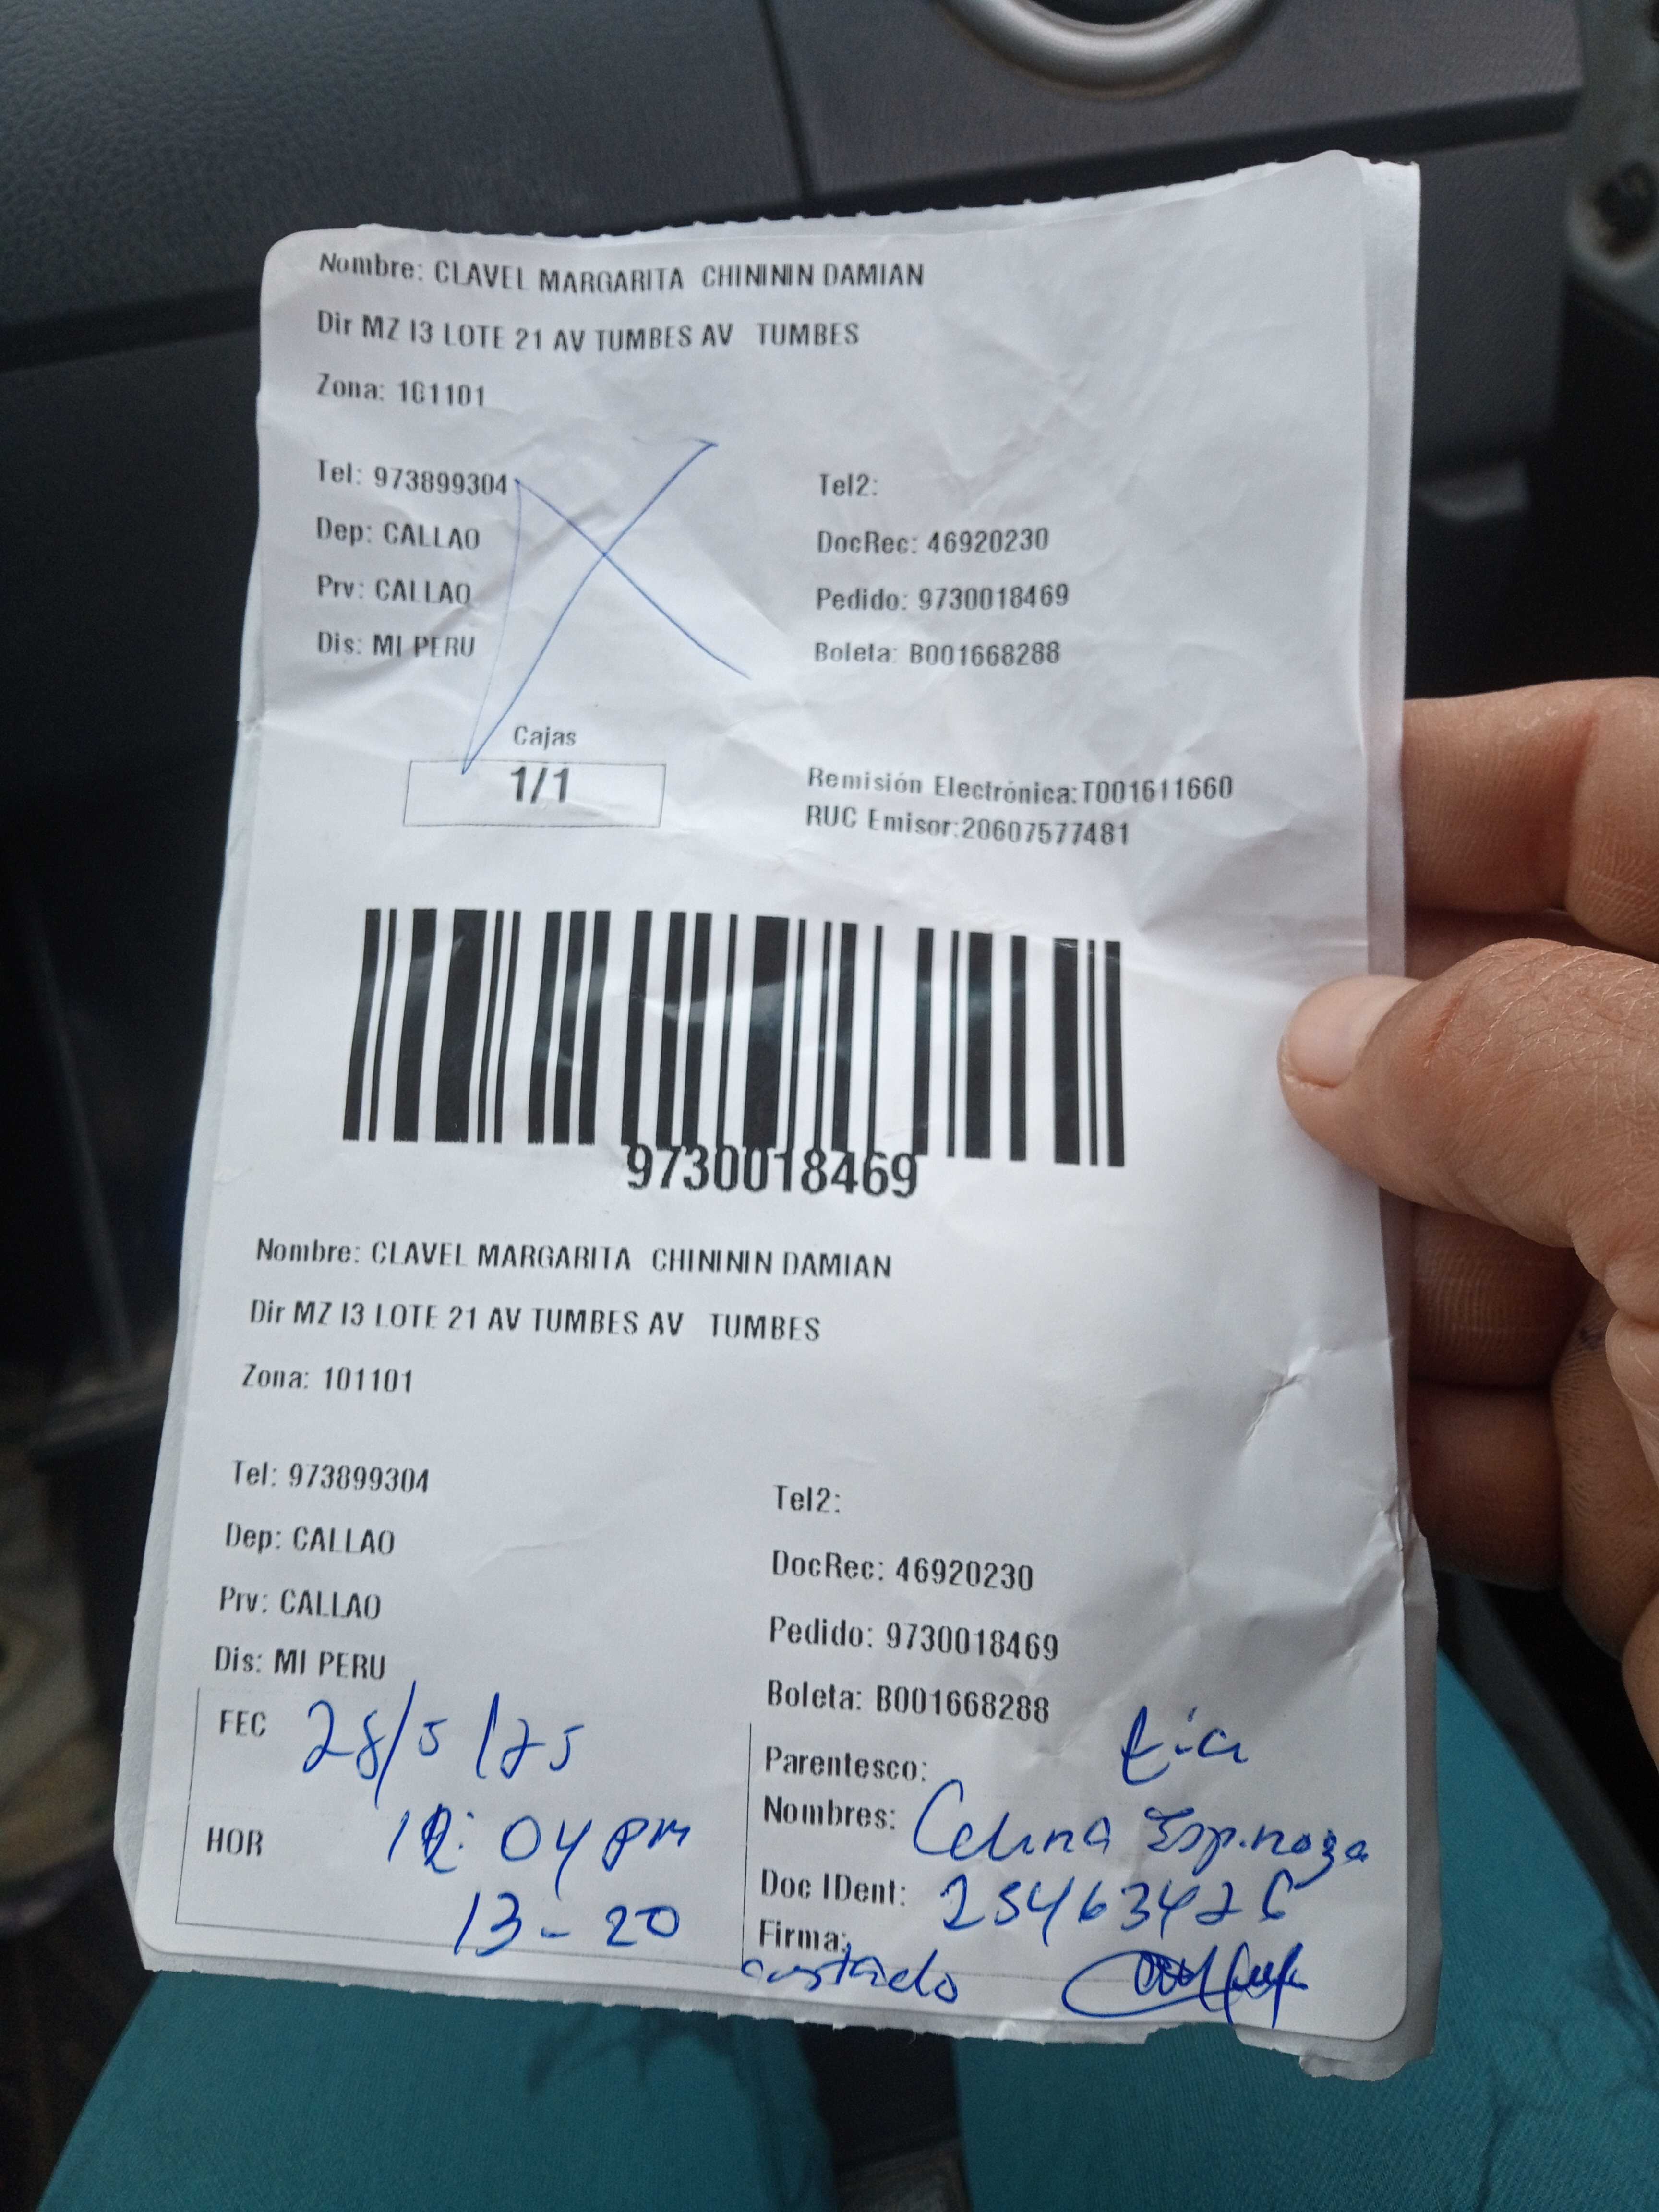 Nombre: CLAVEL MARGARITA CHININ​IN DAMIAN
Dir MZ I3 LOTE 21 AV TUMBES AV TUMBES
Zona: 101101
Tel: 973899304 Tel2:
Dep: CALLAO DocRec: 46920230
Prv: CALLAO Pedido: 9730018469
Dis: MI PERU Boleta: B001668288
Cajas
1/1
Remisión Electrónica:T001611660
RUC Emisor:20607577481
9730018469
Nombre: CLAVEL MARGARITA CHINININ DAMIAN
Dir MZ I3 LOTE 21 AV TUMBES AV TUMBES
Zona: 101101
Tel: 973899304 Tel2:
Dep: CALLAO DocRec: 46920230
Prv: CALLAO Pedido: 9730018469
Dis: MI PERU Boleta: B001668288
FEC 28/5/25 Parentesco: tia
Nombres: Celina Espinoza
HOR 12:04 pm Doc IDent: 25463426
13-20 Firma: